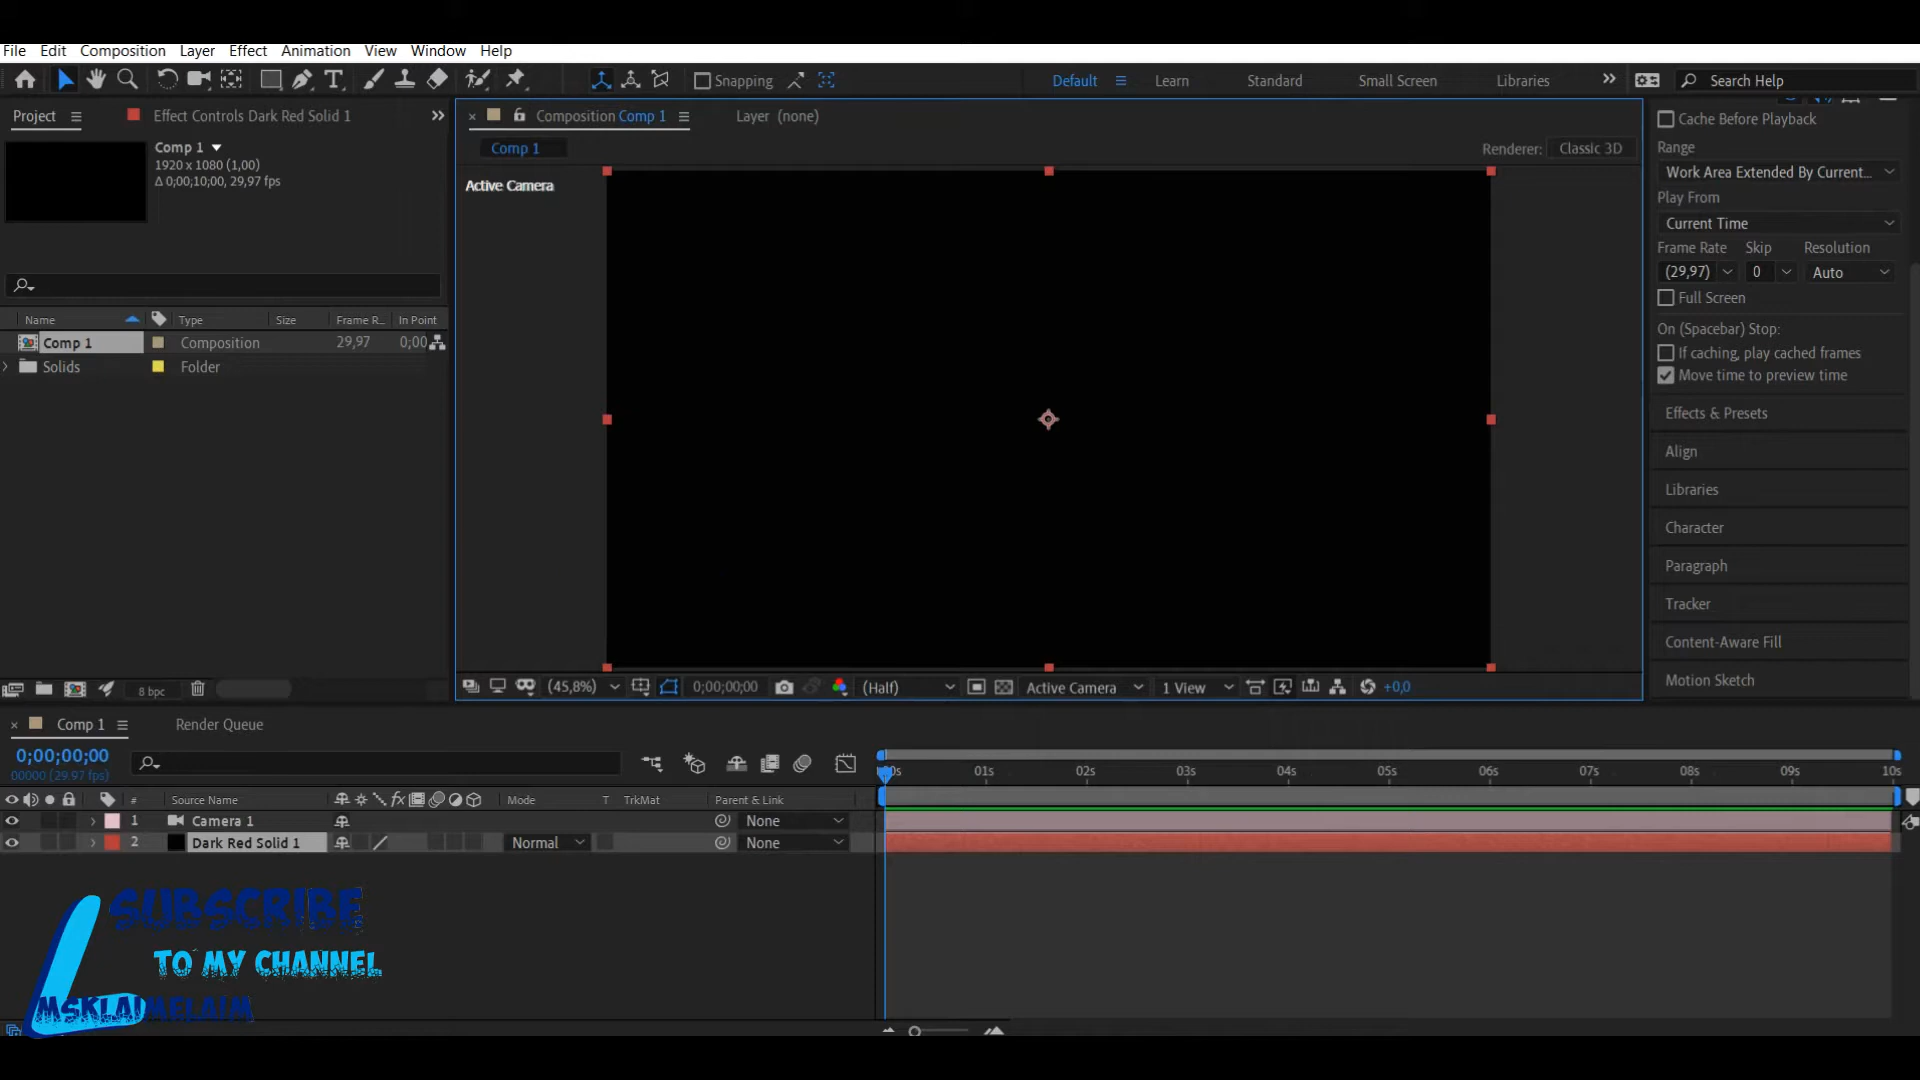 File Edit Composition Layer Effect Animation View Window Help
Snapping Default Learn Standard Small Screen Libraries Search Help
Project Effect Controls Dark Red Solid 1
Comp 1
1920 x 1080 (1,00)
Δ 0;00;10;00, 29,97 fps
Name Type Size Frame R... In Point
Comp 1 Composition 29,97 0;00
Solids Folder
8 bpc
Composition Comp 1 Layer (none)
Comp 1 Renderer: Classic 3D
Active Camera
(45,8%) 0;00;00;00 (Half) Active Camera 1 View +0,0
Cache Before Playback
Range
Work Area Extended By Current...
Play From
Current Time
Frame Rate Skip Resolution
(29,97) 0 Auto
Full Screen
On (Spacebar) Stop:
If caching, play cached frames
Move time to preview time
Effects & Presets
Align
Libraries
Character
Paragraph
Tracker
Content-Aware Fill
Motion Sketch
Comp 1 Render Queue
0;00;00;00
00000 (29.97 fps)
0s 01s 02s 03s 04s 05s 06s 07s 08s 09s 10s
# Source Name Mode T TrkMat Parent & Link
1 Camera 1 None
2 Dark Red Solid 1 Normal None
SUBSCRIBE
TO MY CHANNEL
MSKLAIMELAIM